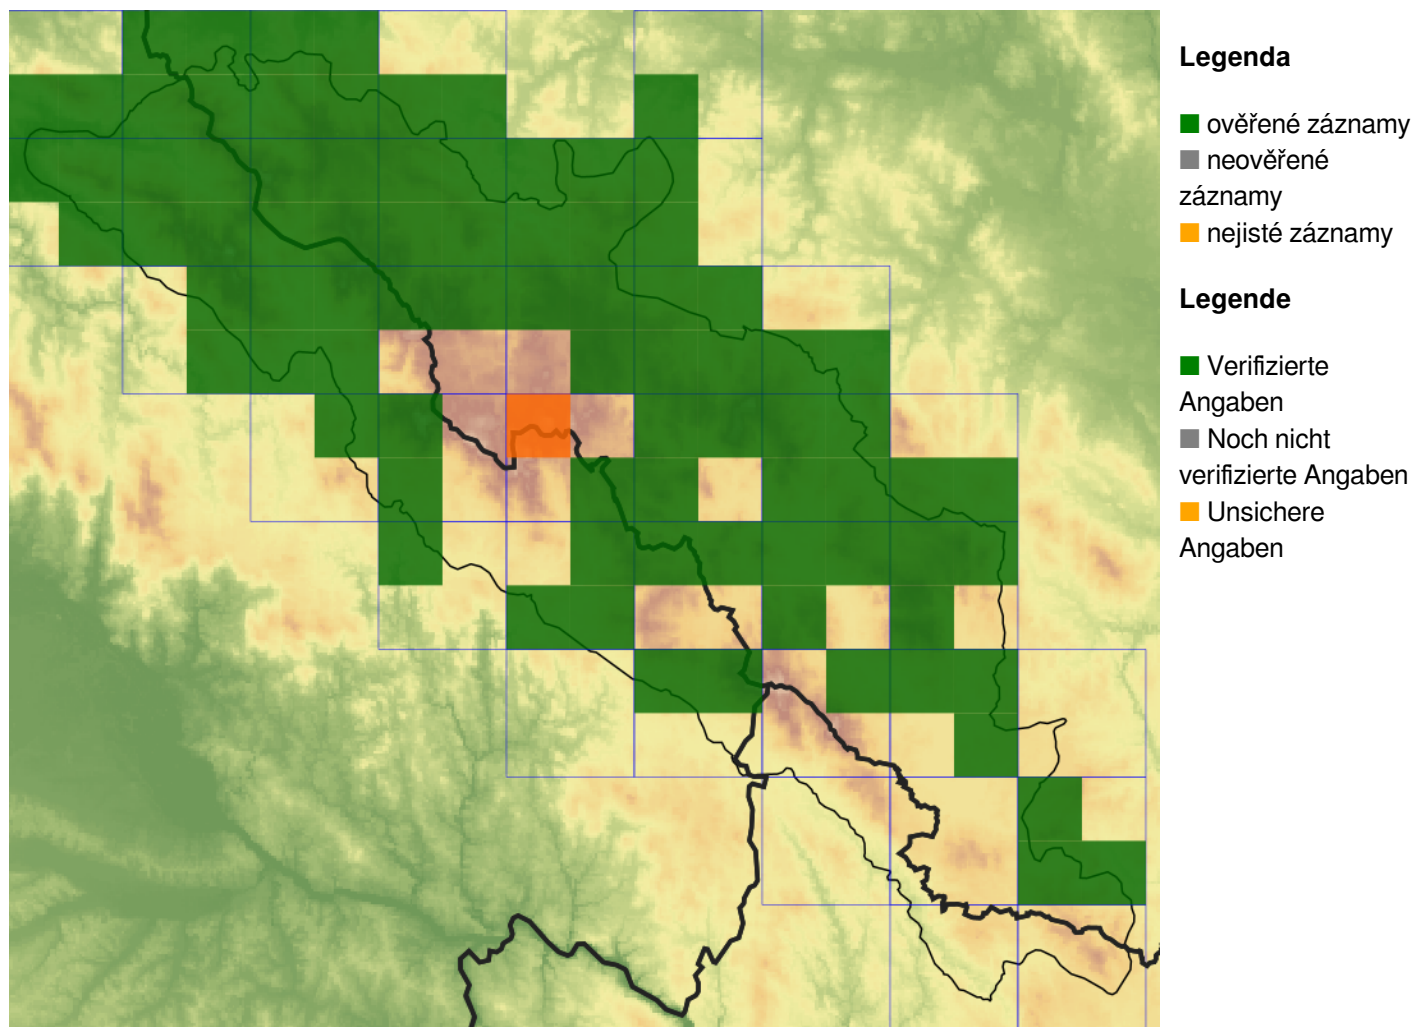 Legenda
ověřené záznamy
neověřené
záznamy
nejisté záznamy
Legende
Verifizierte
Angaben
Noch nicht
verifizierte Angaben
Unsichere
Angaben